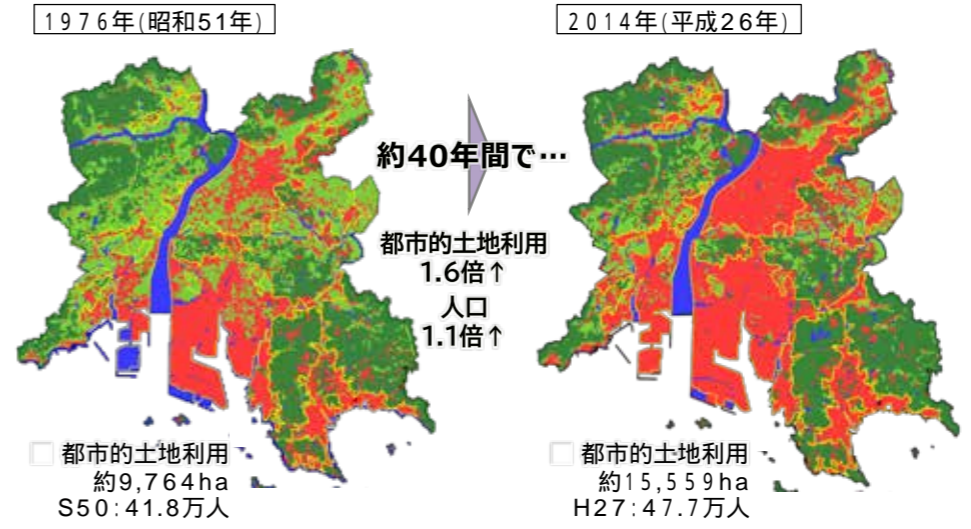 1976年(昭和51年)
2014年(平成26年)
約40年間で…
都市的土地利用
1.6倍↑
人口
1.1倍↑
都市的土地利用
約9,764ha
S50:41.8万人
都市的土地利用
約15,559ha
H27:47.7万人